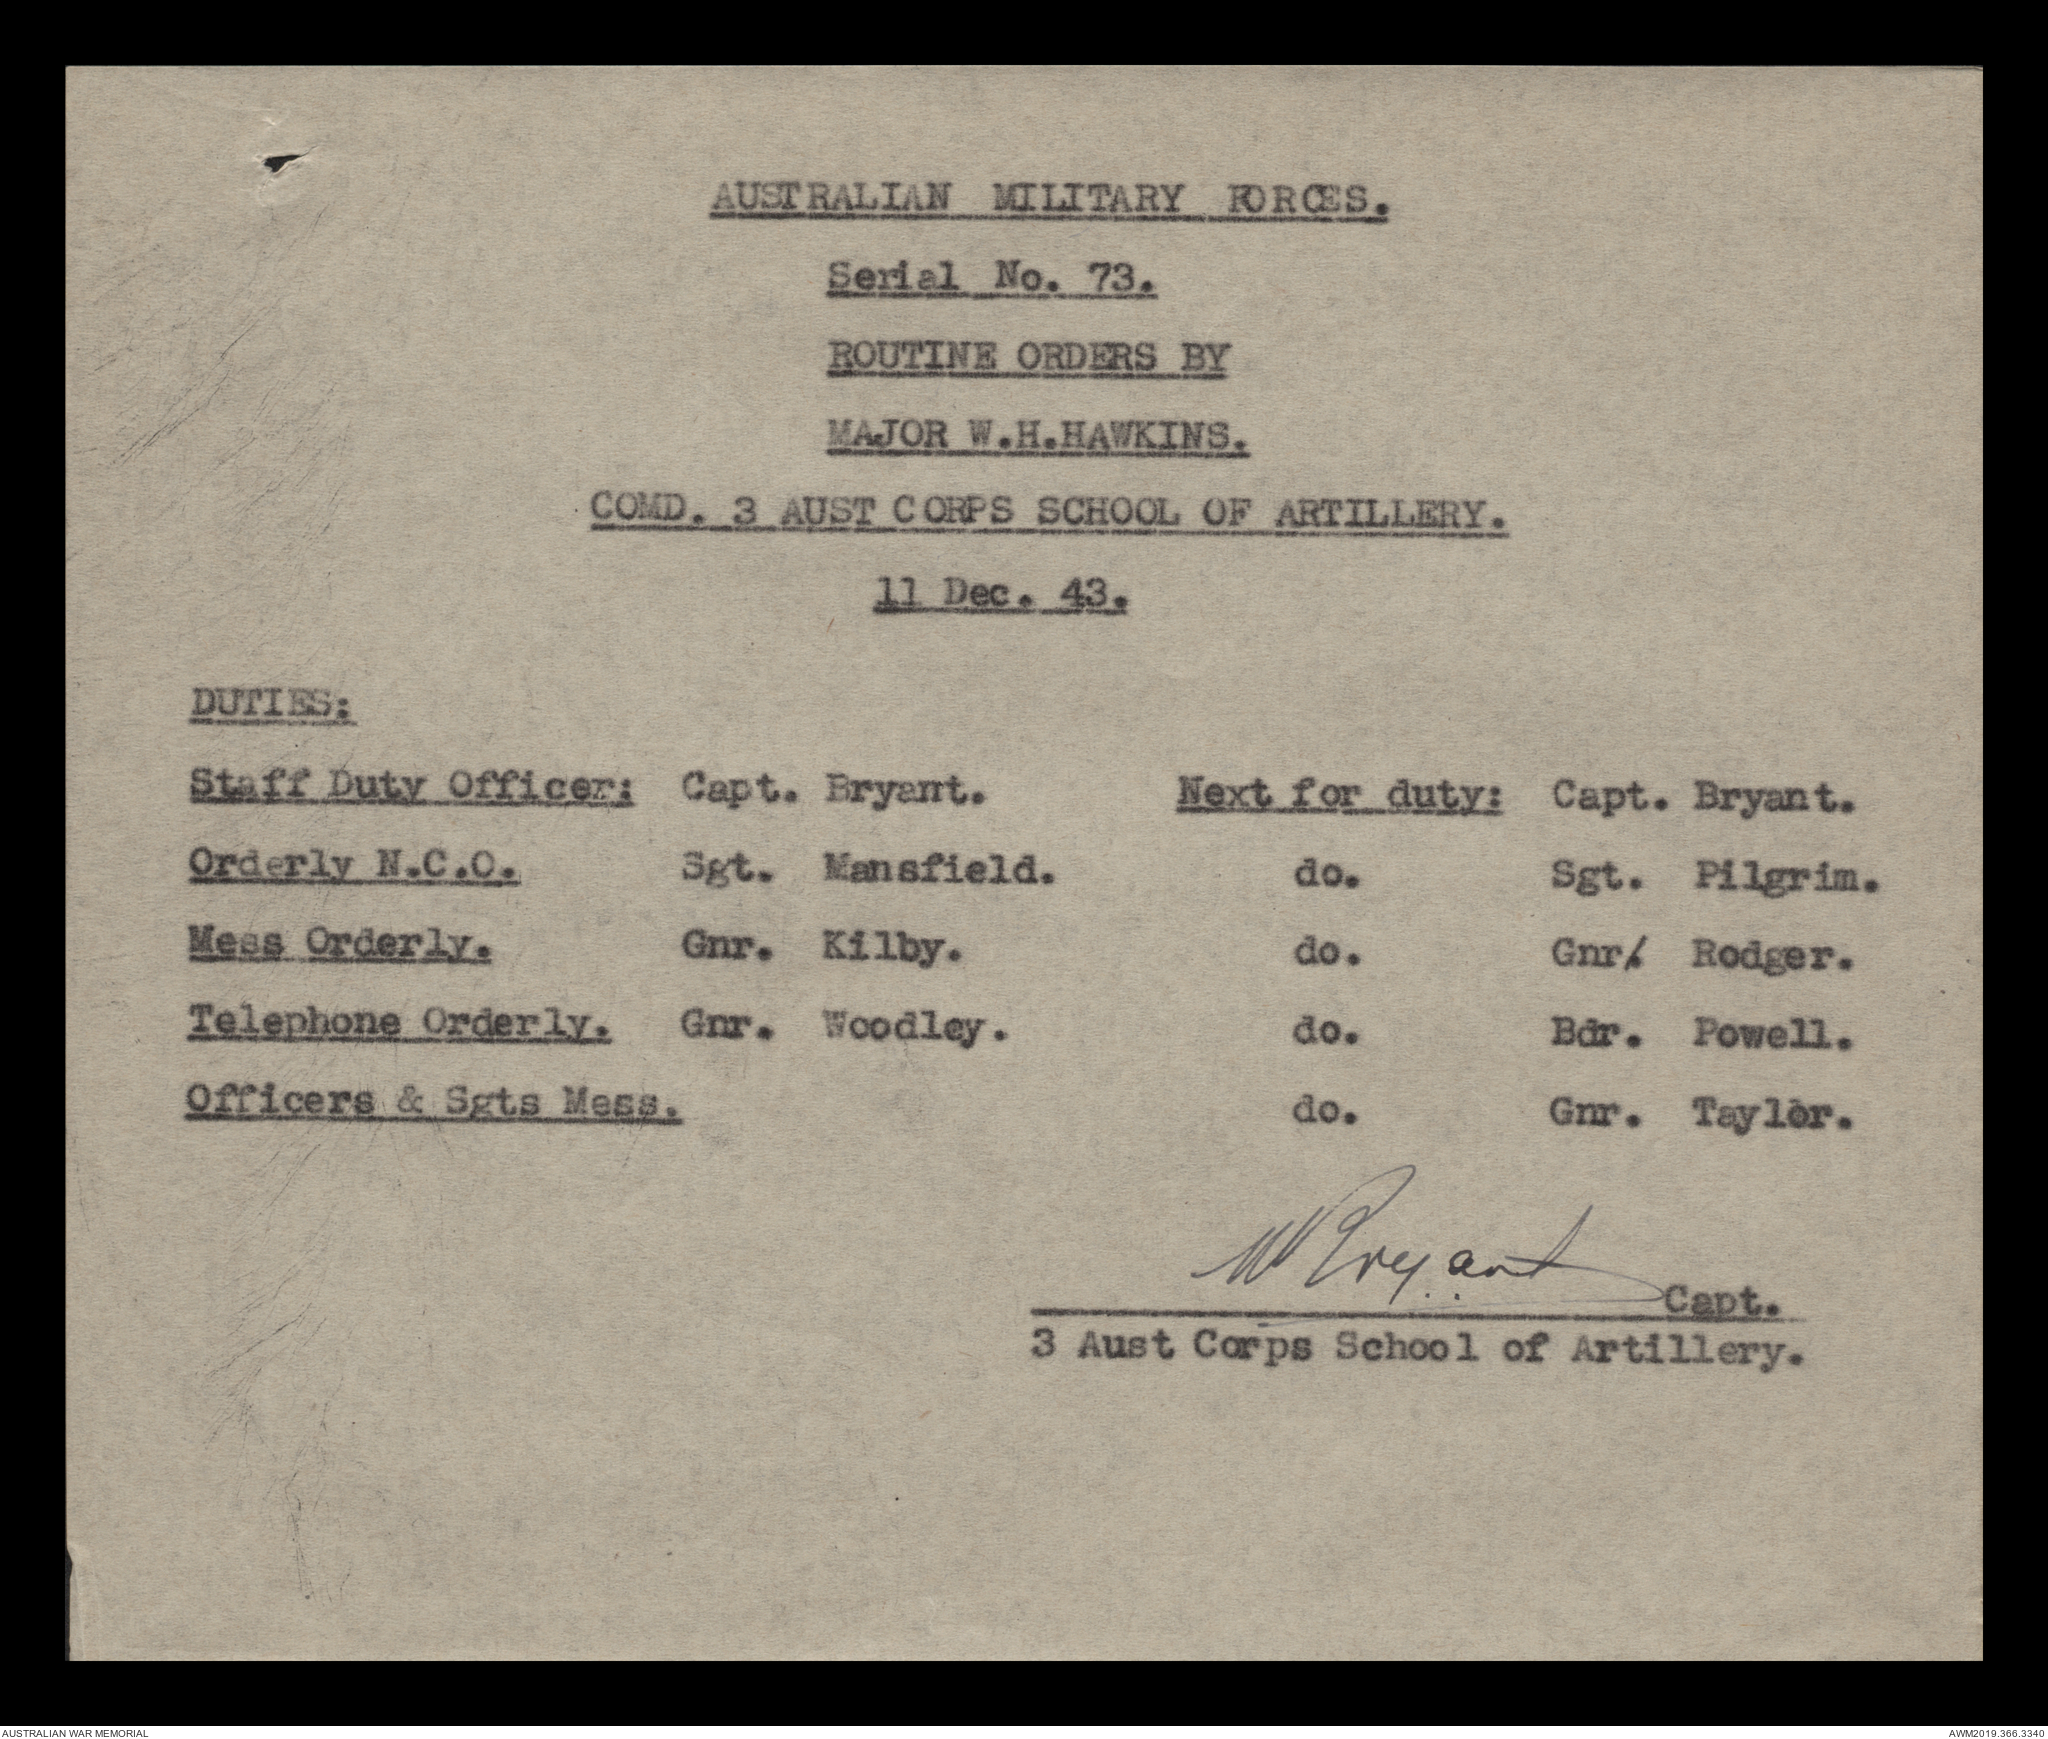 AUSTRALIAN MILITARY FORCES.
Serial No. 73.
ROUTINE ORDERS BY
MAJOR W.H.HAWKINS.
COMD. 3 AUST CORPS SCHOOL OF ARTILLERY.
11 Dec. 43.
DUTIES:
Staff Duty Officer: Capt. Bryant. Next for duty: Capt. Bryant.
Orderly N.C.O. Sgt. Mansfield. do. Sgt. Pilgrim.
Mess Orderly. Gnr. Kilby. do. Gnr. Rodger.
Telephone Orderly. Gnr. Woodley. do. Bdr. Powell.
Officers & Sgts Mess. do. Gnr. Taylor.
W Bryant Capt.
3 Aust Corps School of Artillery.
AUSTRALIAN WAR MEMORIAL AWM2019.366.3340